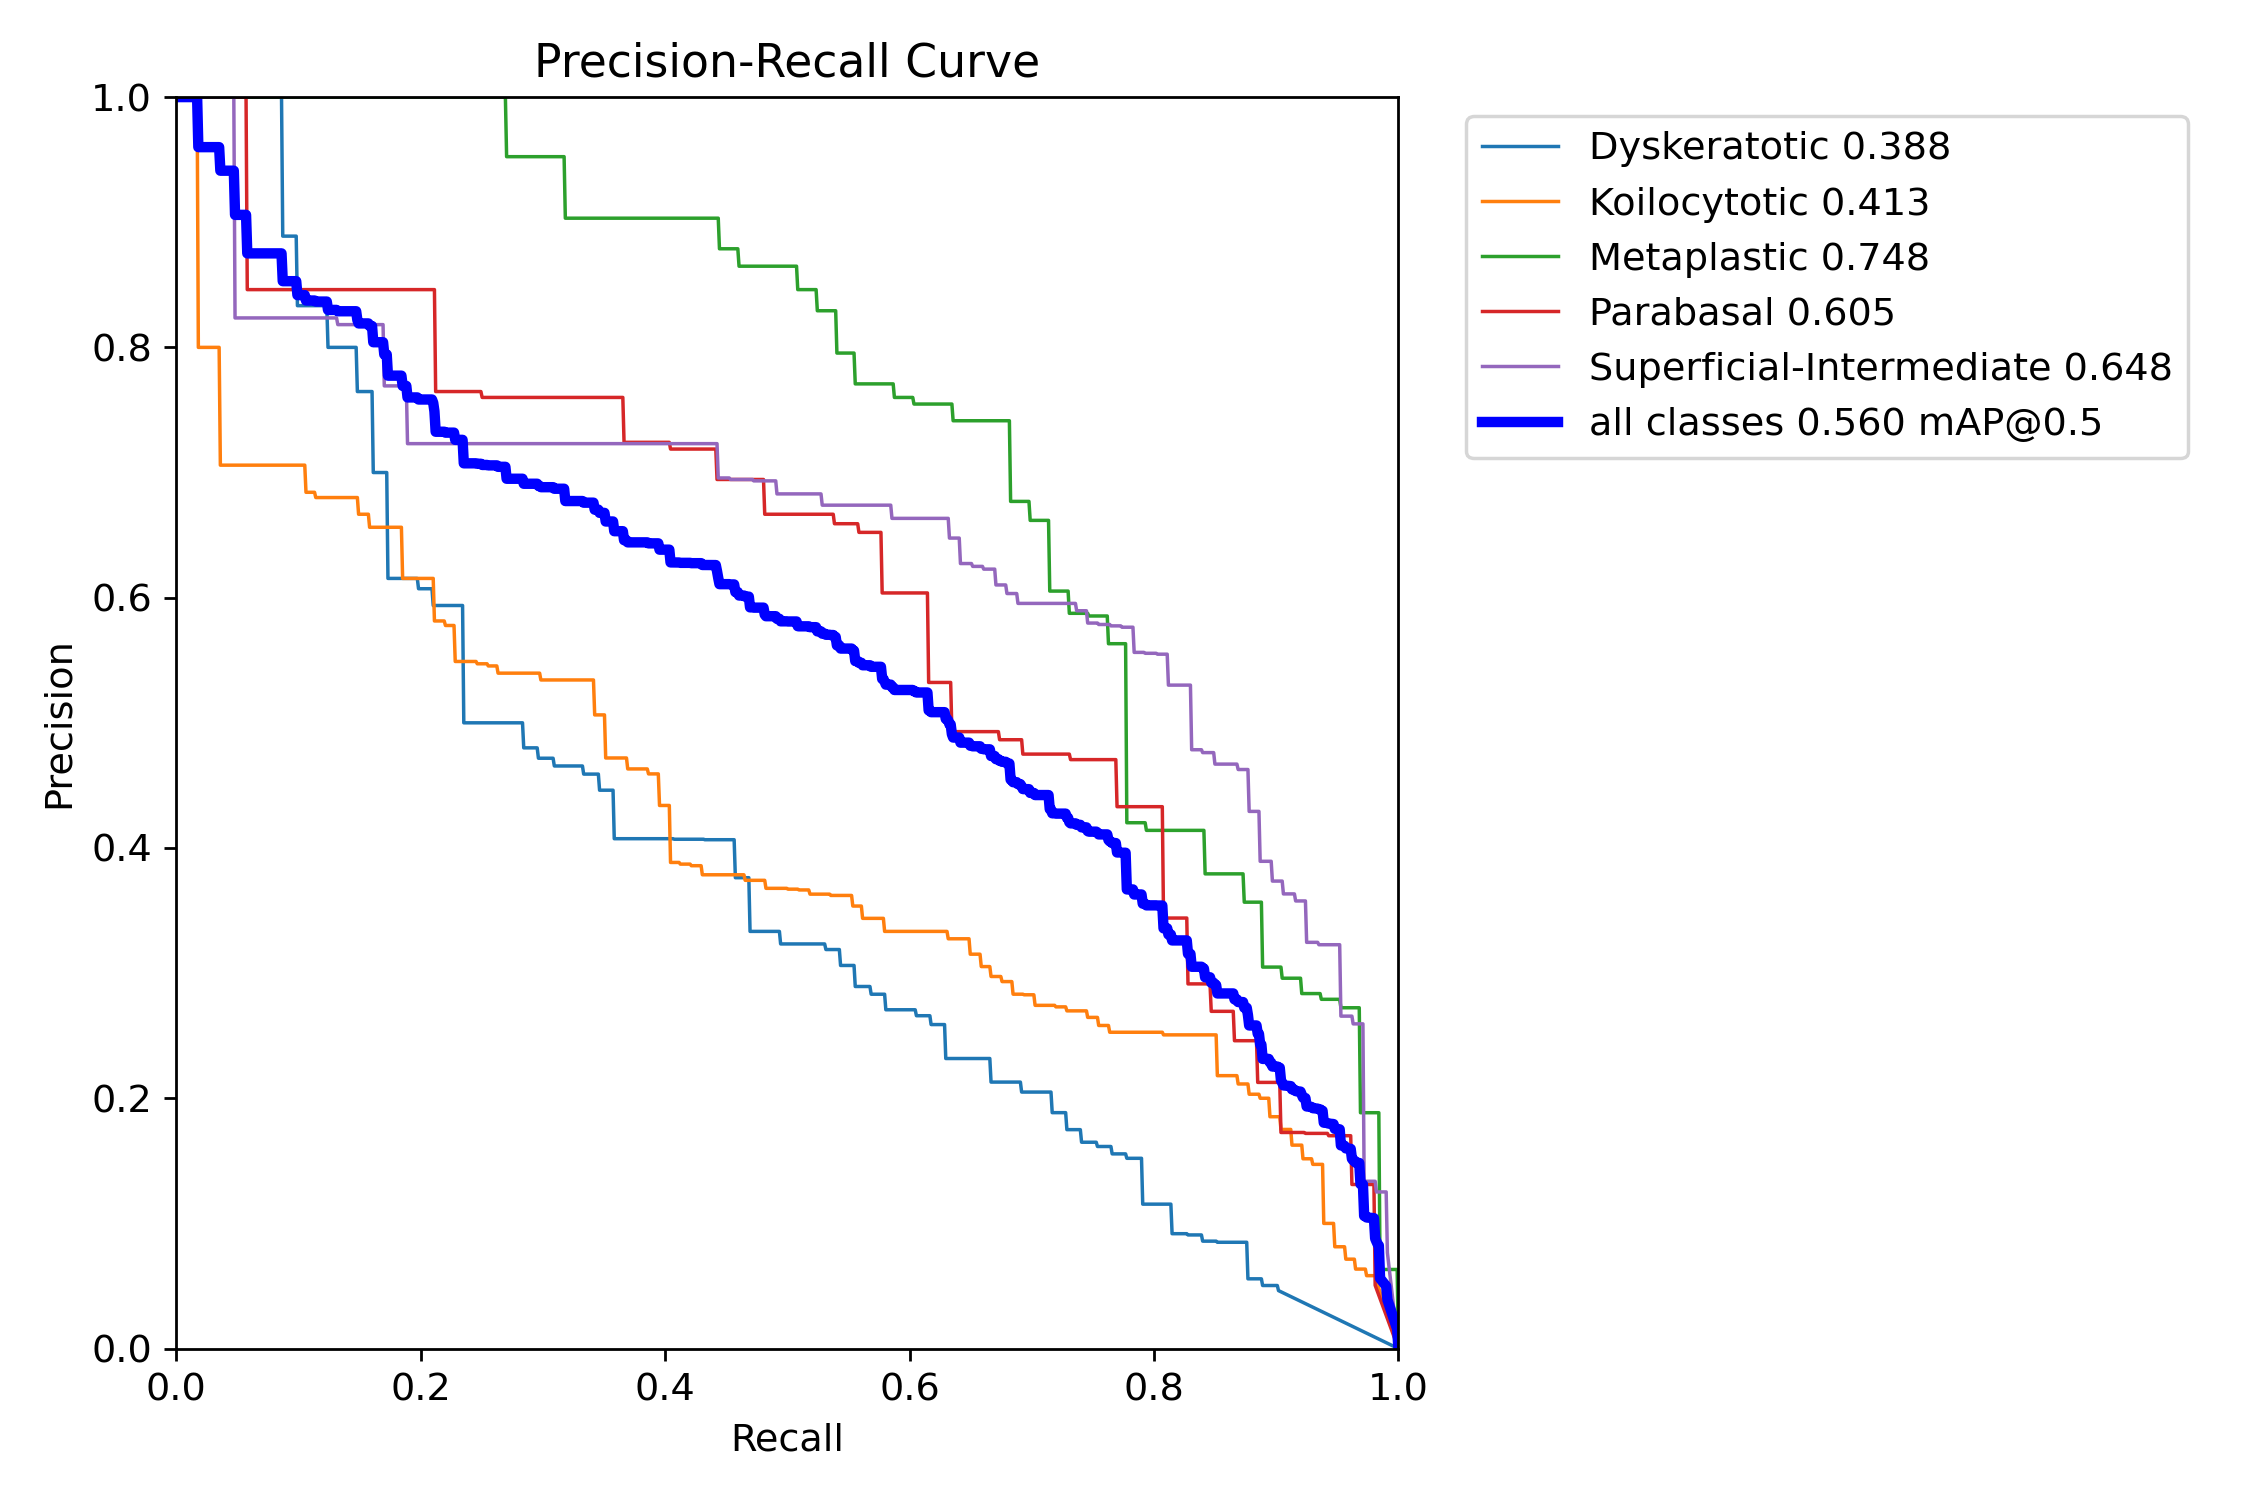 Precision-Recall Curve
1.0
0.8
0.6
0.4
0.2
0.0
Precision
0.0 0.2 0.4 0.6 0.8 1.0
Recall
Dyskeratotic 0.388
Koilocytotic 0.413
Metaplastic 0.748
Parabasal 0.605
Superficial-Intermediate 0.648
all classes 0.560 mAP@0.5